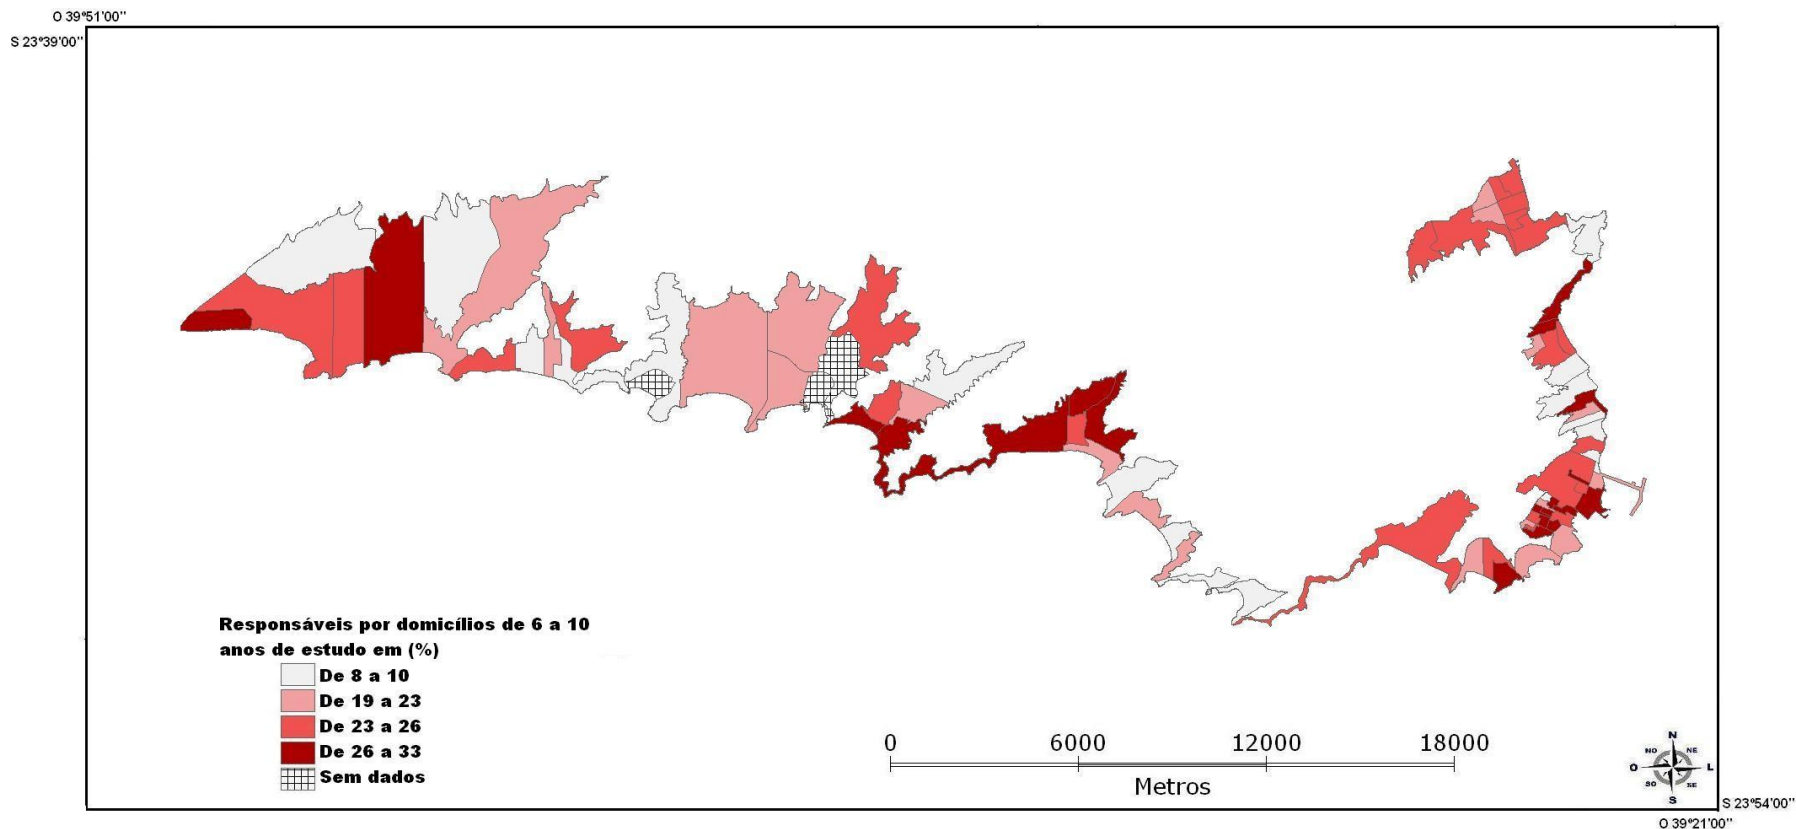 O 39°51'00''
S 23°39'00''
Responsáveis por domicílios de 6 a 10
anos de estudo em (%)
De 8 a 10
De 19 a 23
De 23 a 26
De 26 a 33
Sem dados
0 6000 12000 18000
Metros
N
NO NE
O L
SO SE
S
S 23°54'00''
O 39°21'00''